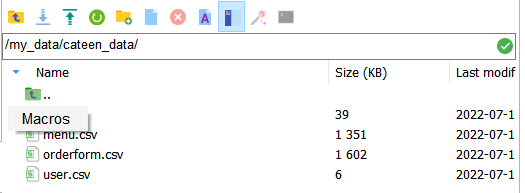 /my_data/cateen_data/
Name Size (KB) Last modif
..
Macros
39 2022-07-1
menu.csv 1 351 2022-07-1
orderform.csv 1 602 2022-07-1
user.csv 6 2022-07-1